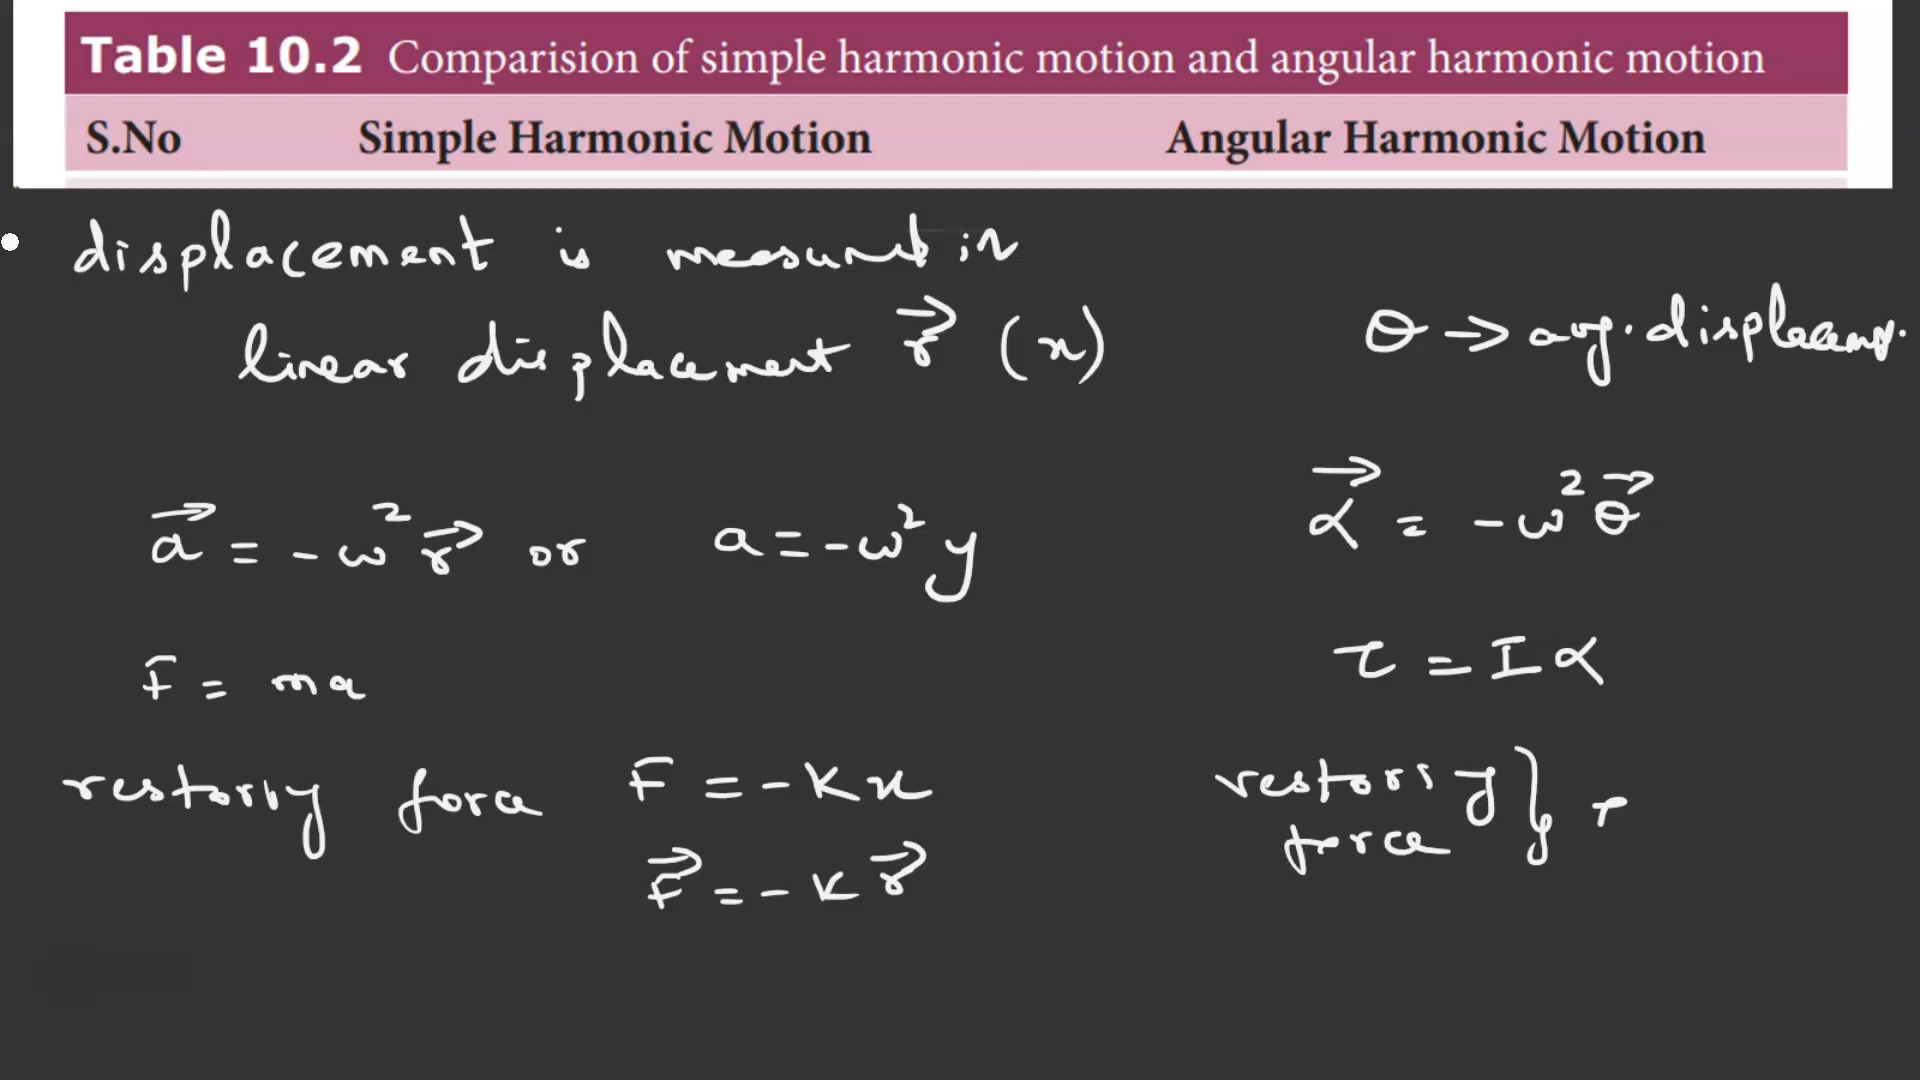 Table 10.2 Comparision of simple harmonic motion and angular harmonic motion
S.No Simple Harmonic Motion Angular Harmonic Motion
displacement is measured in
linear displacement r⃗ (x)
θ → ang. displacement.
a⃗ = -ω² r⃗ or a = -ω² y
α⃗ = -ω² θ⃗
F = ma
τ = Iα
restoring force F = -kx
F⃗ = -k r⃗
restoring
force }